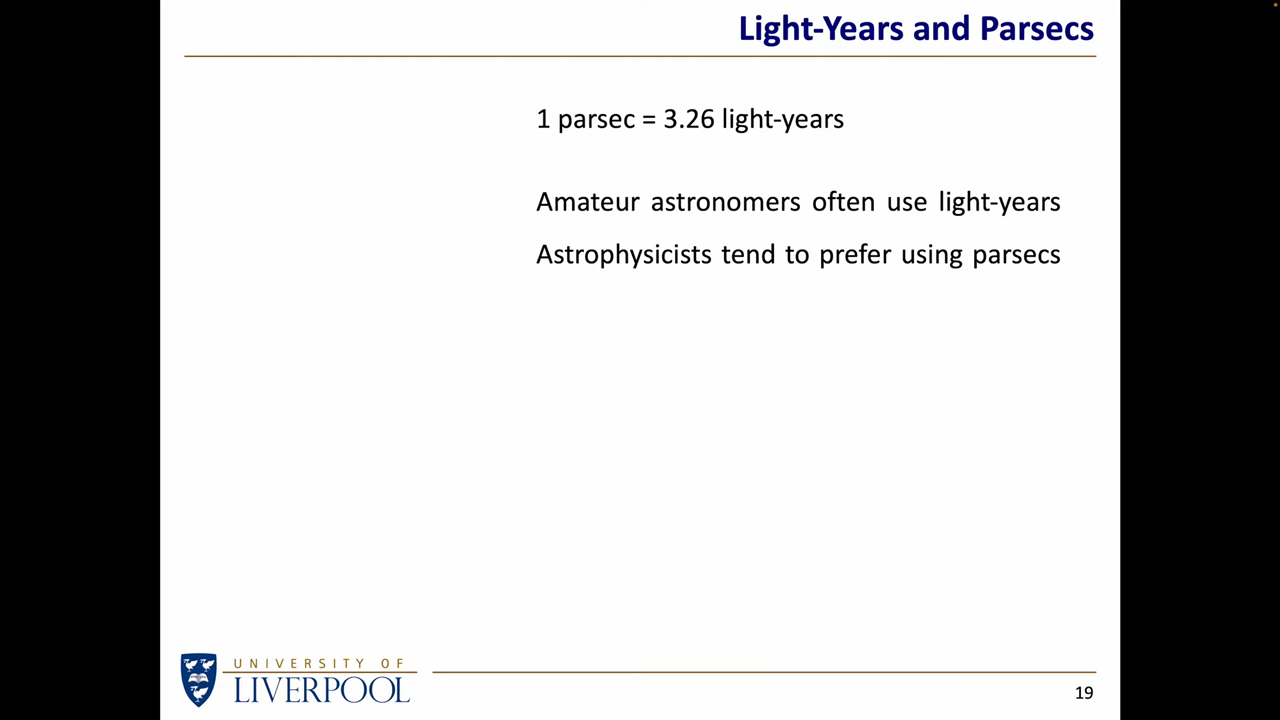 Light-Years and Parsecs
1 parsec = 3.26 light-years
Amateur astronomers often use light-years
Astrophysicists tend to prefer using parsecs
UNIVERSITY OF
LIVERPOOL
19